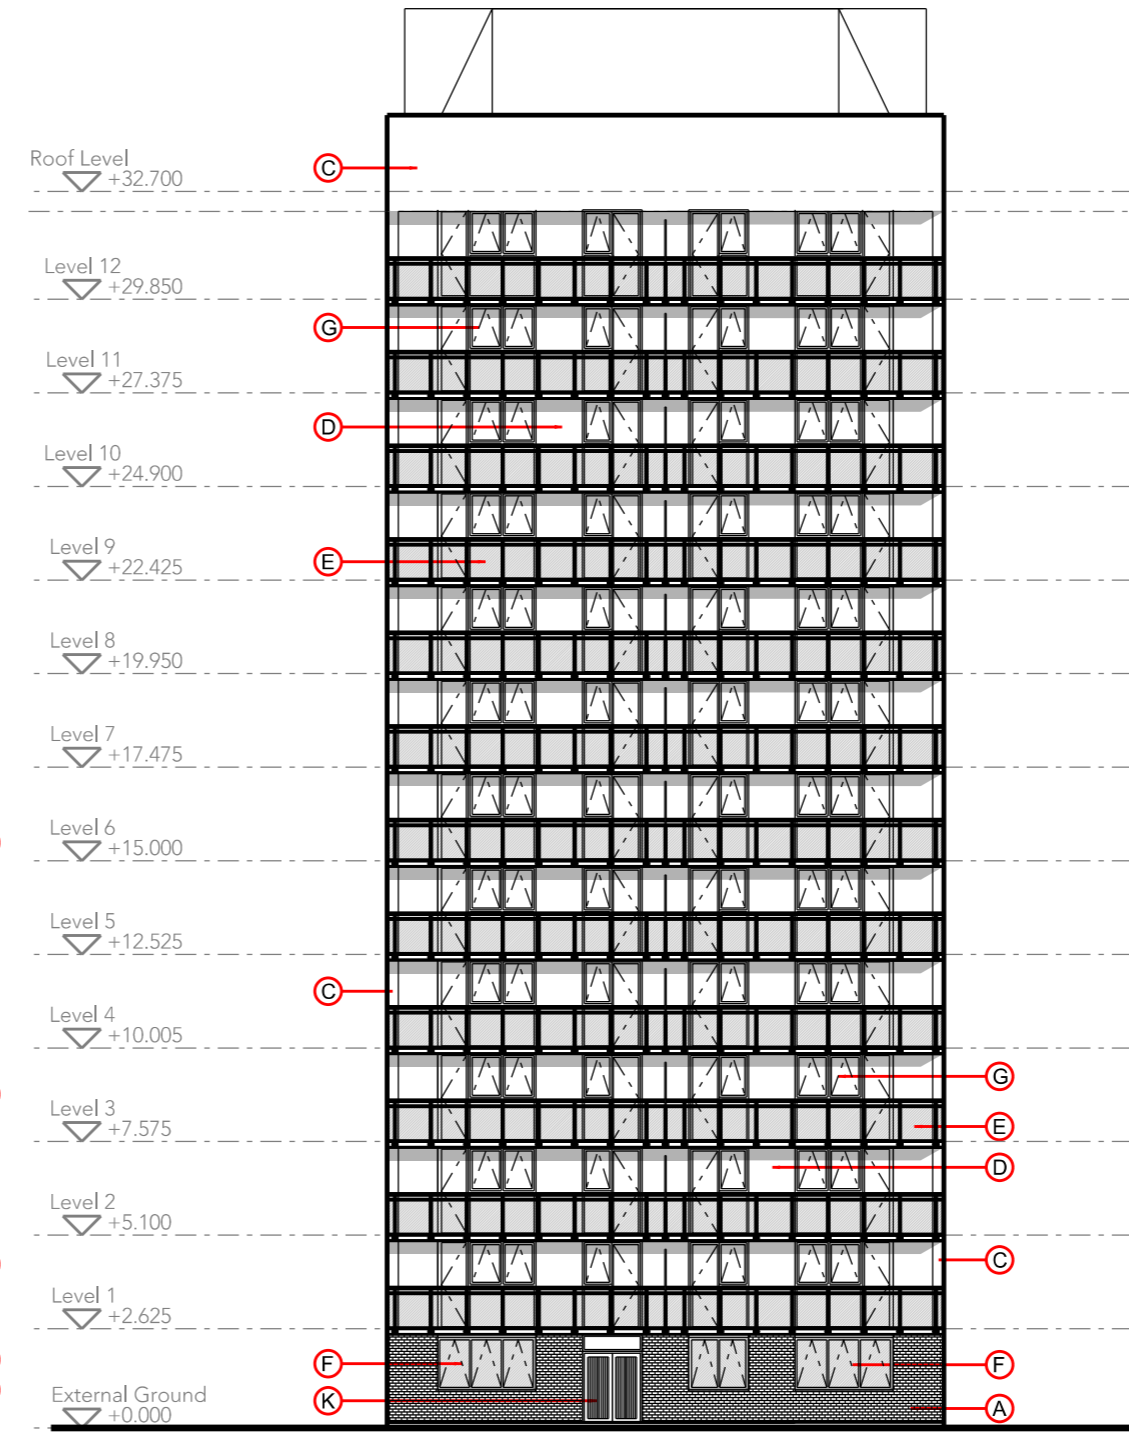 Roof Level
+32.700
C
Level 12
+29.850
G
Level 11
+27.375
D
Level 10
+24.900
Level 9
+22.425
E
Level 8
+19.950
Level 7
+17.475
Level 6
+15.000
Level 5
+12.525
C
Level 4
+10.005
G
Level 3
+7.575
E
D
Level 2
+5.100
C
Level 1
+2.625
F
F
External Ground
+0.000
K
A